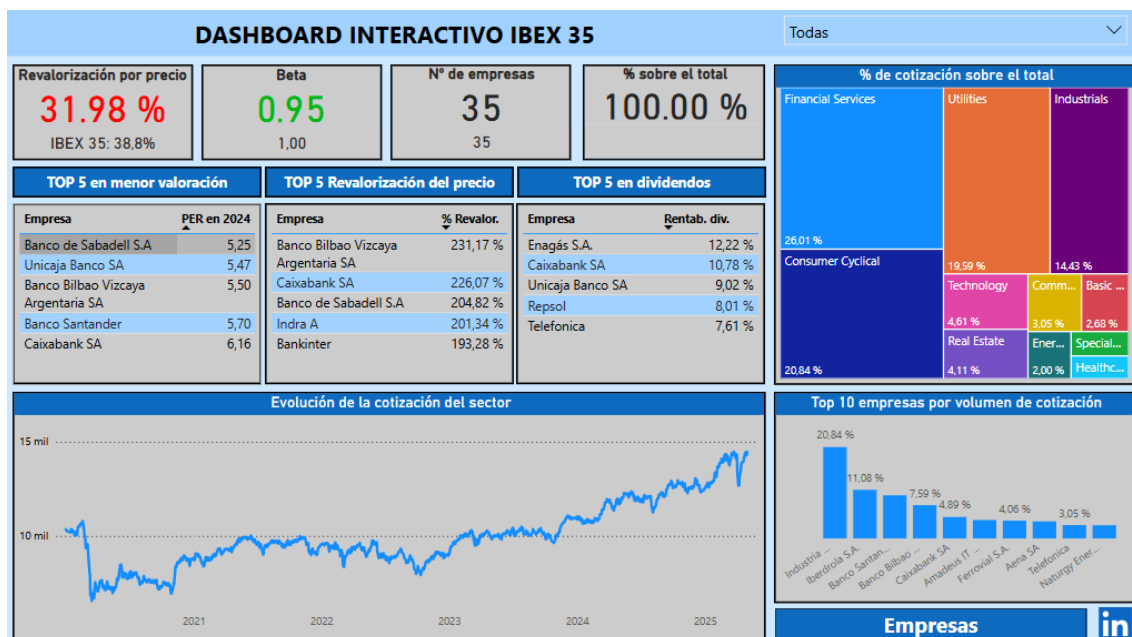 DASHBOARD INTERACTIVO IBEX 35
Todas
Revalorización por precio
31.98 %
IBEX 35: 38,8%
Beta
0.95
1,00
N° de empresas
35
35
% sobre el total
100.00 %
% de cotización sobre el total
Financial Services
26,01 %
Utilities
19,59 %
Industrials
14,43 %
Consumer Cyclical
20,84 %
Technology
4,61 %
Comm...
3,05 %
Basic ...
2,68 %
Real Estate
4,11 %
Ener...
2,00 %
Special...
Healthc...
TOP 5 en menor valoración
Empresa PER en 2024
Banco de Sabadell S.A 5,25
Unicaja Banco SA 5,47
Banco Bilbao Vizcaya 5,50
Argentaria SA
Banco Santander 5,70
Caixabank SA 6,16
TOP 5 Revalorización del precio
Empresa % Revalor.
Banco Bilbao Vizcaya 231,17 %
Argentaria SA
Caixabank SA 226,07 %
Banco de Sabadell S.A 204,82 %
Indra A 201,34 %
Bankinter 193,28 %
TOP 5 en dividendos
Empresa Rentab. div.
Enagás S.A. 12,22 %
Caixabank SA 10,78 %
Unicaja Banco SA 9,02 %
Repsol 8,01 %
Telefonica 7,61 %
Evolución de la cotización del sector
15 mil
10 mil
2021 2022 2023 2024 2025
Top 10 empresas por volumen de cotización
20,84 %
11,08 %
7,59 %
4,89 %
4,06 %
3,05 %
Industria ...
Iberdrola S.A.
Banco Santan...
Banco Bilbao ...
Caixabank SA
Amadeus IT ...
Ferrovial S.A.
Aena SA
Telefonica
Naturgy Ener...
Empresas
in